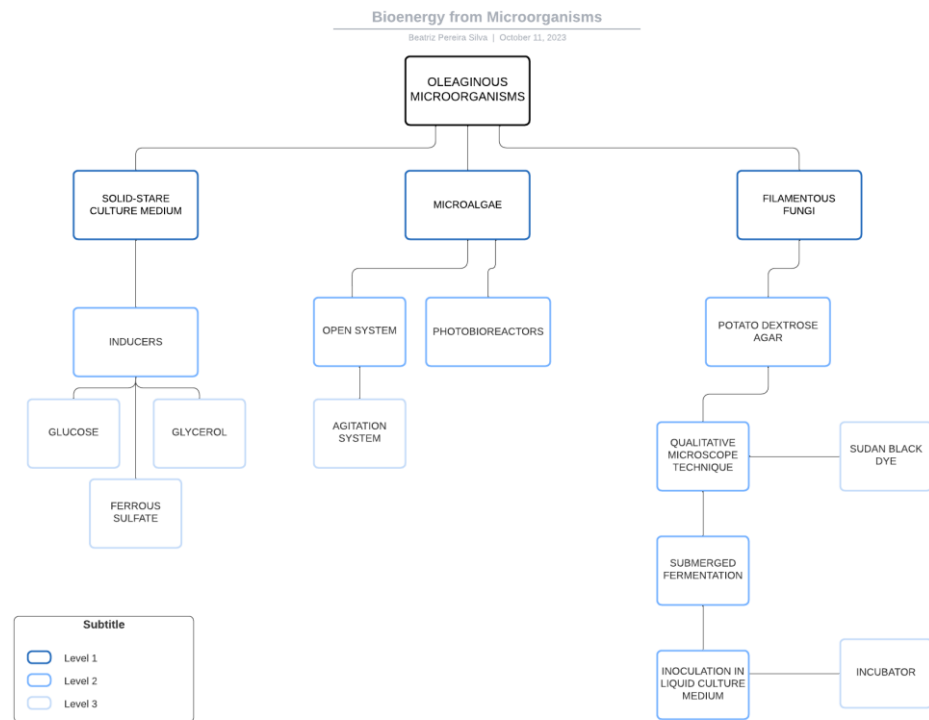 Bioenergy from Microorganisms
Beatriz Pereira Silva | October 11, 2023
OLEAGINOUS
MICROORGANISMS
SOLID-STARE
CULTURE MEDIUM
MICROALGAE
FILAMENTOUS
FUNGI
INDUCERS
OPEN SYSTEM
PHOTOBIOREACTORS
POTATO DEXTROSE
AGAR
GLUCOSE
GLYCEROL
AGITATION
SYSTEM
QUALITATIVE
MICROSCOPE
TECHNIQUE
SUDAN BLACK
DYE
FERROUS
SULFATE
SUBMERGED
FERMENTATION
INOCULATION IN
LIQUID CULTURE
MEDIUM
INCUBATOR
Subtitle
Level 1
Level 2
Level 3